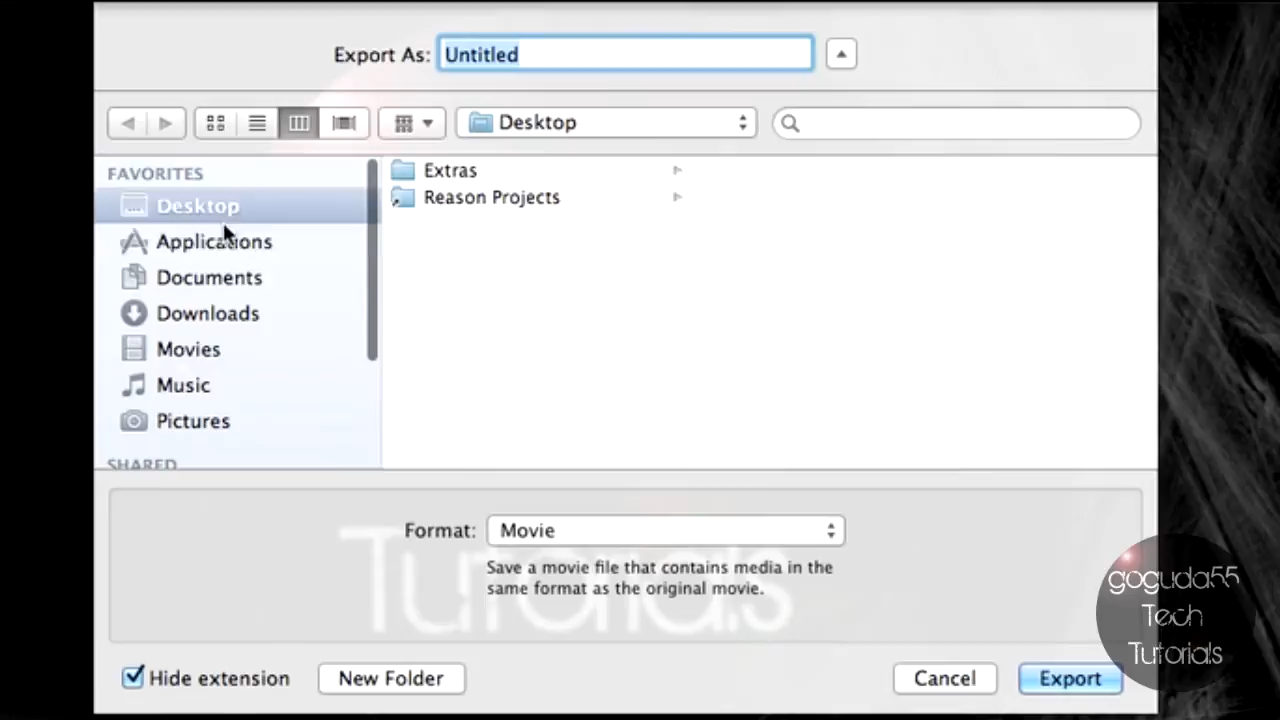 Export As: Untitled
Desktop
FAVORITES
Desktop
Applications
Documents
Downloads
Movies
Music
Pictures
SHARED
Extras
Reason Projects
Format: Movie
Save a movie file that contains media in the
same format as the original movie.
Tutorials
Hide extension
New Folder
Cancel
Export
goguda55
Tech
Tutorials